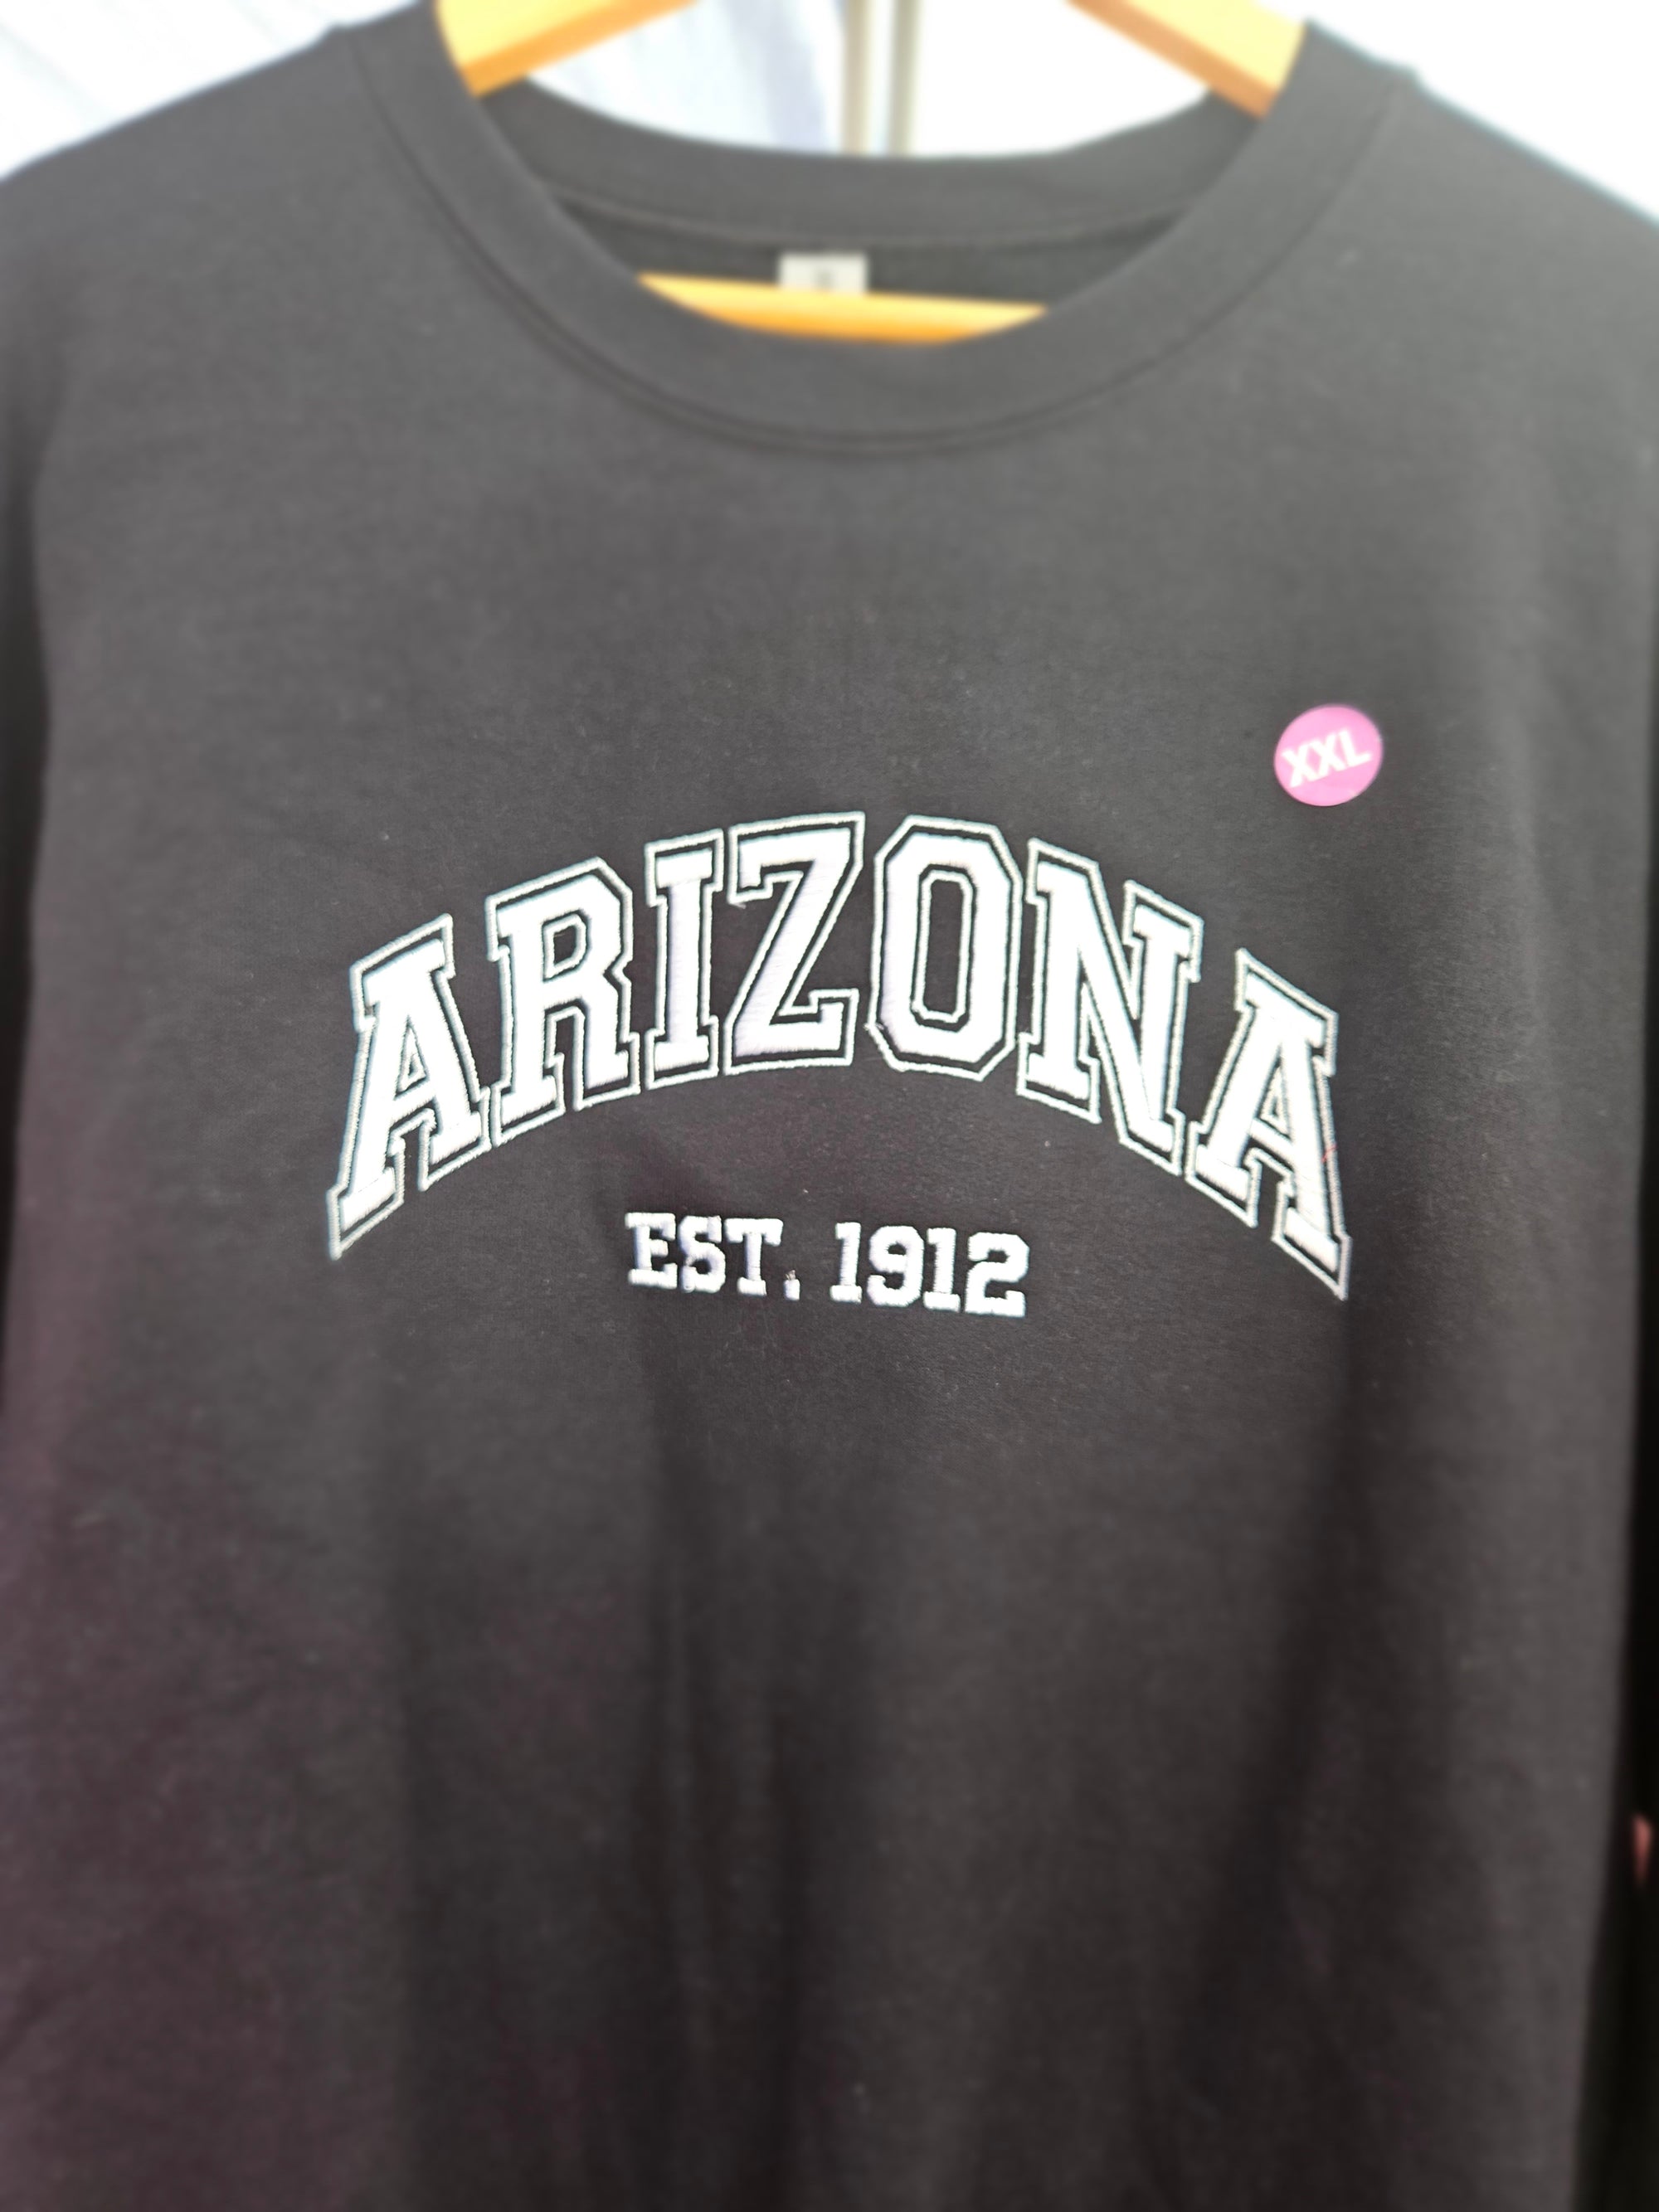 XXL
ARIZONA
EST. 1912